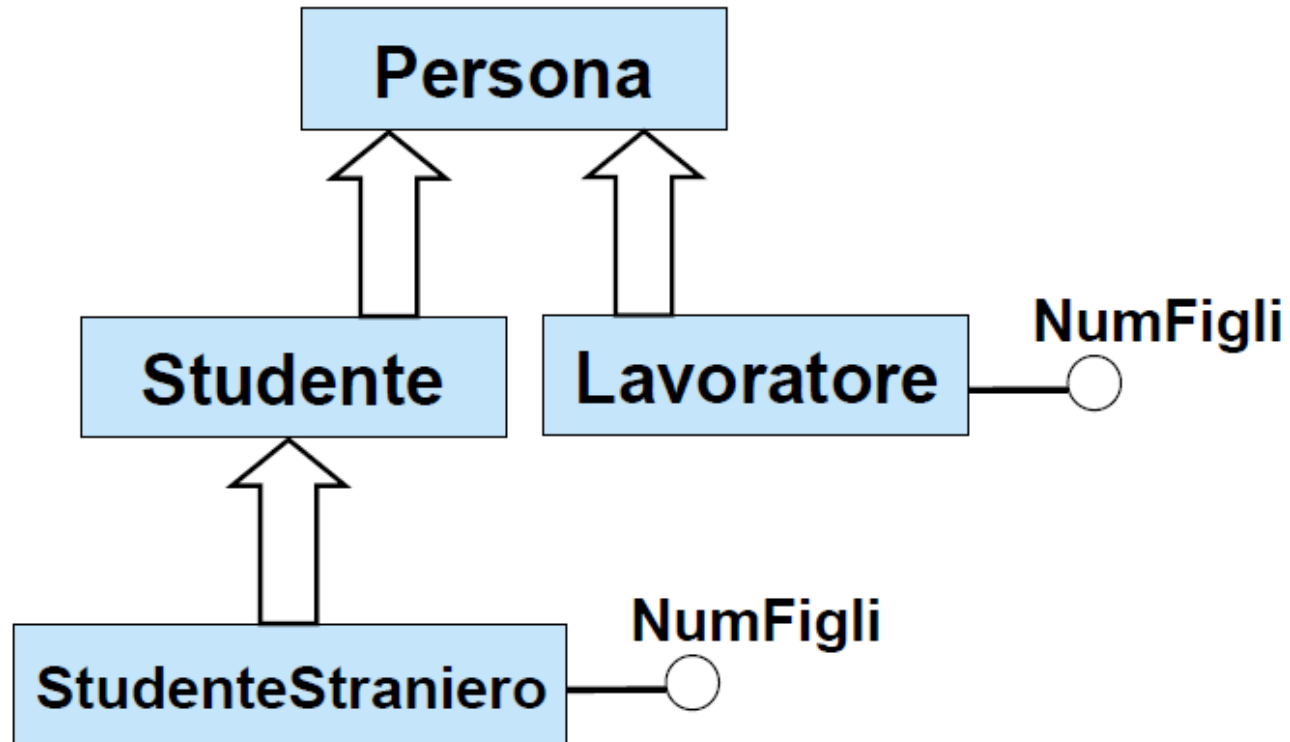 Persona
Studente
Lavoratore
NumFigli
StudenteStraniero
NumFigli